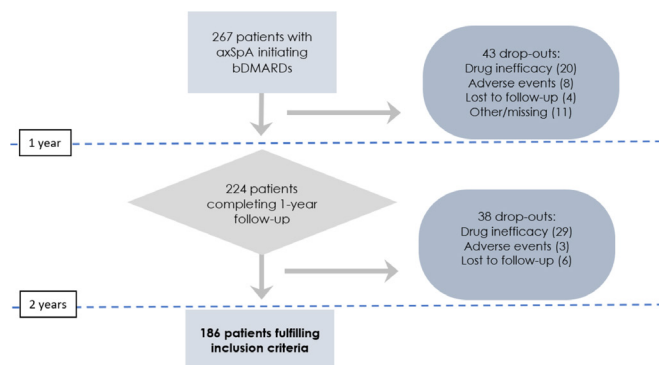 267 patients with
axSpA initiating
bDMARDs
43 drop-outs:
Drug inefficacy (20)
Adverse events (8)
Lost to follow-up (4)
Other/missing (11)
1 year
224 patients
completing 1-year
follow-up
38 drop-outs:
Drug inefficacy (29)
Adverse events (3)
Lost to follow-up (6)
2 years
186 patients fulfilling
inclusion criteria